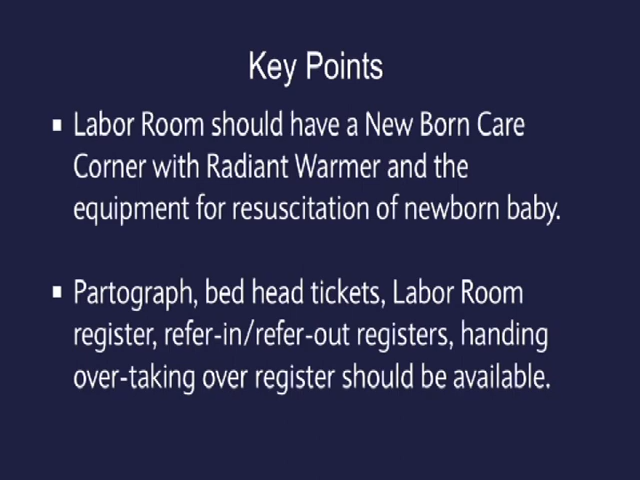 Key Points
▪ Labor Room should have a New Born Care
Corner with Radiant Warmer and the
equipment for resuscitation of newborn baby.
▪ Partograph, bed head tickets, Labor Room
register, refer-in/refer-out registers, handing
over-taking over register should be available.